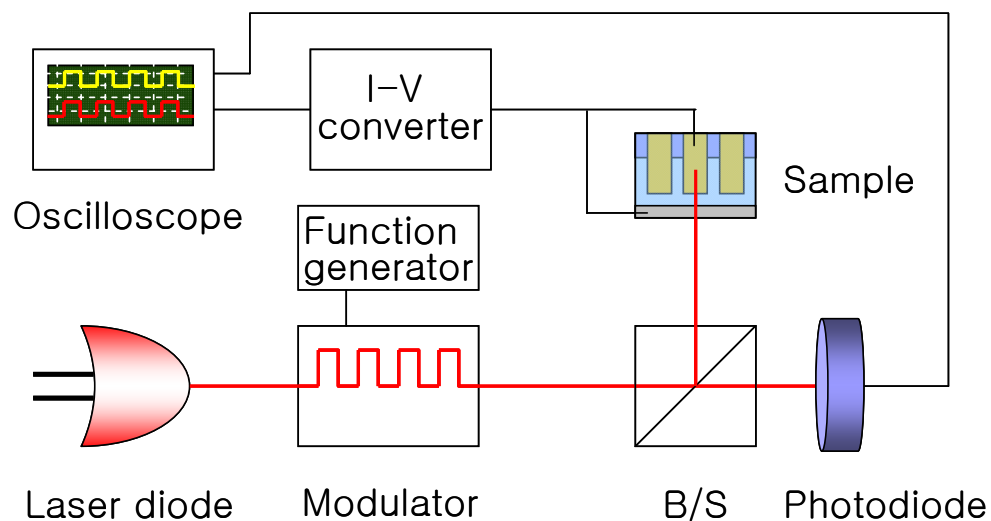 I-V
converter
Sample
Oscilloscope
Function
generator
Laser diode
Modulator
B/S
Photodiode